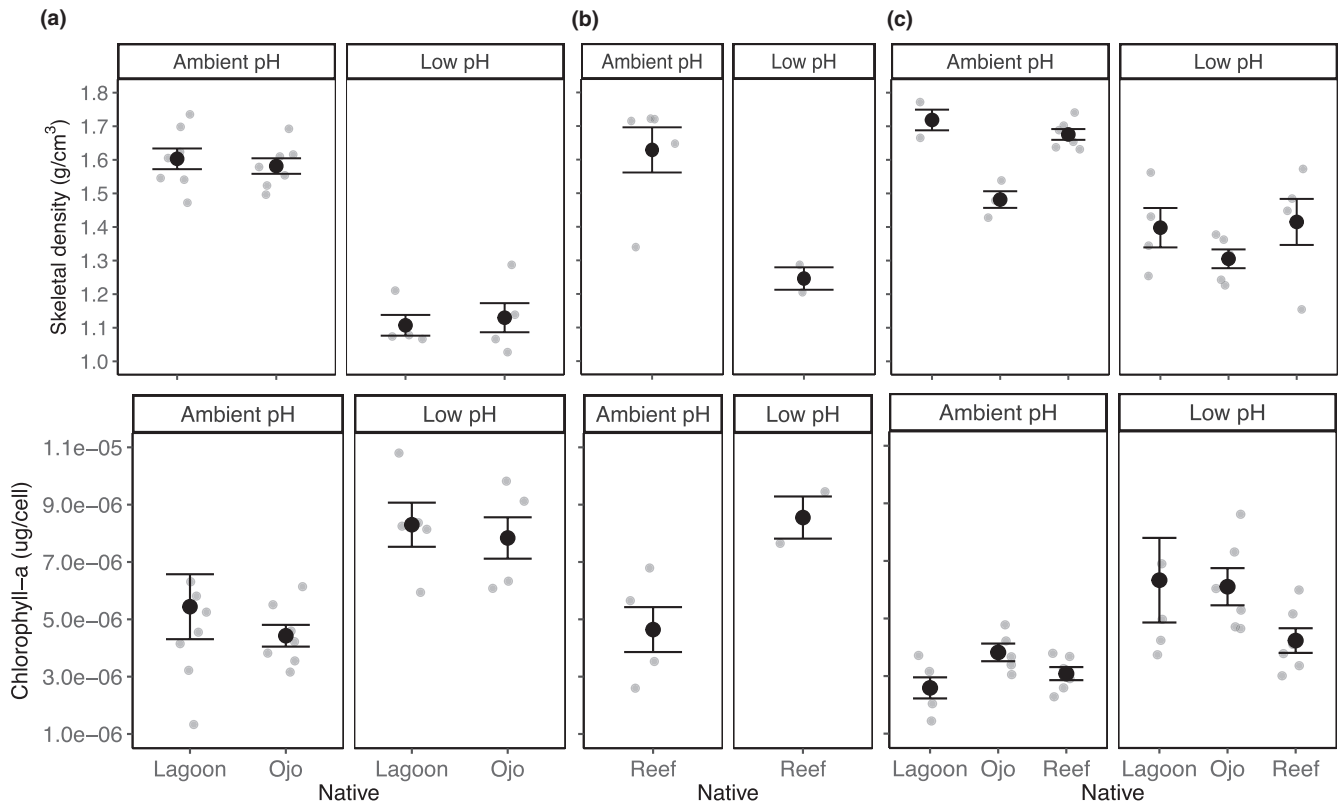 (a) (b) (c)
Ambient pH Low pH Ambient pH Low pH Ambient pH Low pH
Skeletal density (g/cm³)
1.8
1.7
1.6
1.5
1.4
1.3
1.2
1.1
1.0
Ambient pH Low pH Ambient pH Low pH Ambient pH Low pH
Chlorophyll−a (ug/cell)
1.1e−05
9.0e−06
7.0e−06
5.0e−06
3.0e−06
1.0e−06
Lagoon Ojo Lagoon Ojo Reef Reef Lagoon Ojo Reef Lagoon Ojo Reef
Native Native Native